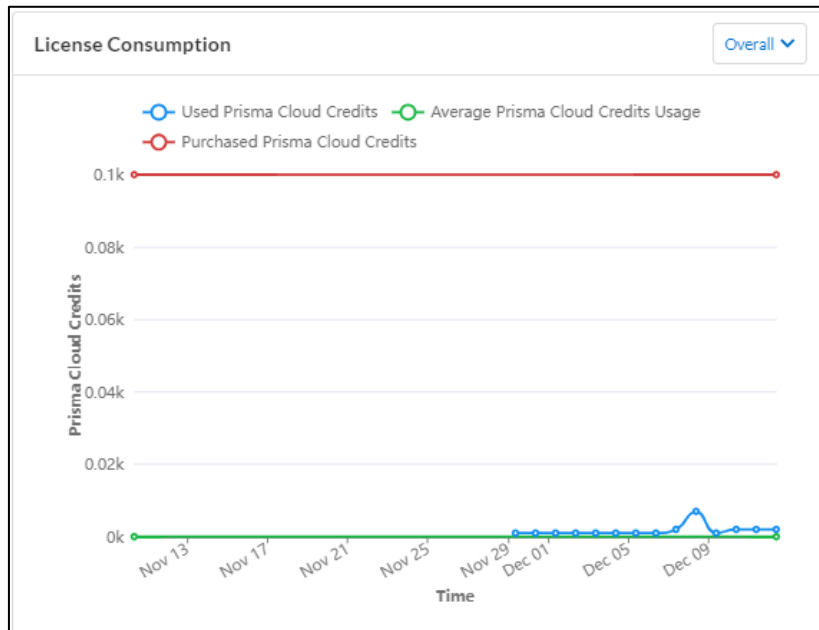 License Consumption
Overall
Used Prisma Cloud Credits
Average Prisma Cloud Credits Usage
Purchased Prisma Cloud Credits
0.1k
0.08k
0.06k
0.04k
0.02k
0k
Prisma Cloud Credits
Nov 13
Nov 17
Nov 21
Nov 25
Nov 29
Dec 01
Dec 05
Dec 09
Time